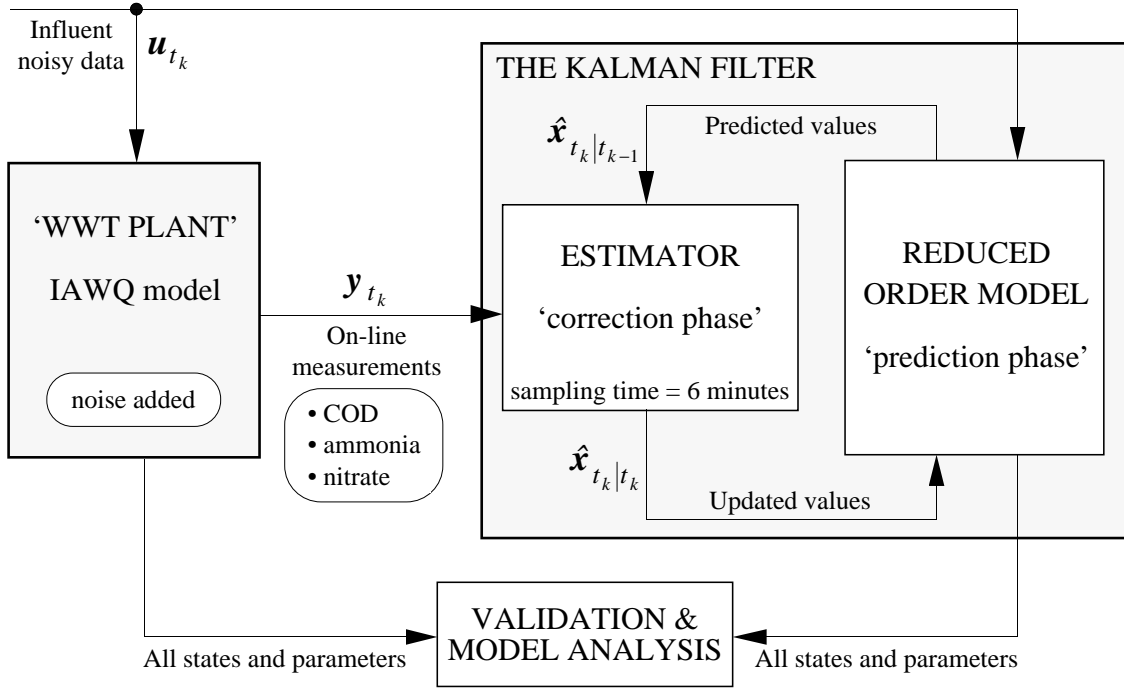 Influent
noisy data
u_{t_k}
THE KALMAN FILTER
x̂_{t_k|t_{k-1}}
Predicted values
‘WWT PLANT’
IAWQ model
noise added
y_{t_k}
On-line
measurements
• COD
• ammonia
• nitrate
ESTIMATOR
‘correction phase’
sampling time = 6 minutes
REDUCED
ORDER MODEL
‘prediction phase’
x̂_{t_k|t_k}
Updated values
VALIDATION &
MODEL ANALYSIS
All states and parameters
All states and parameters